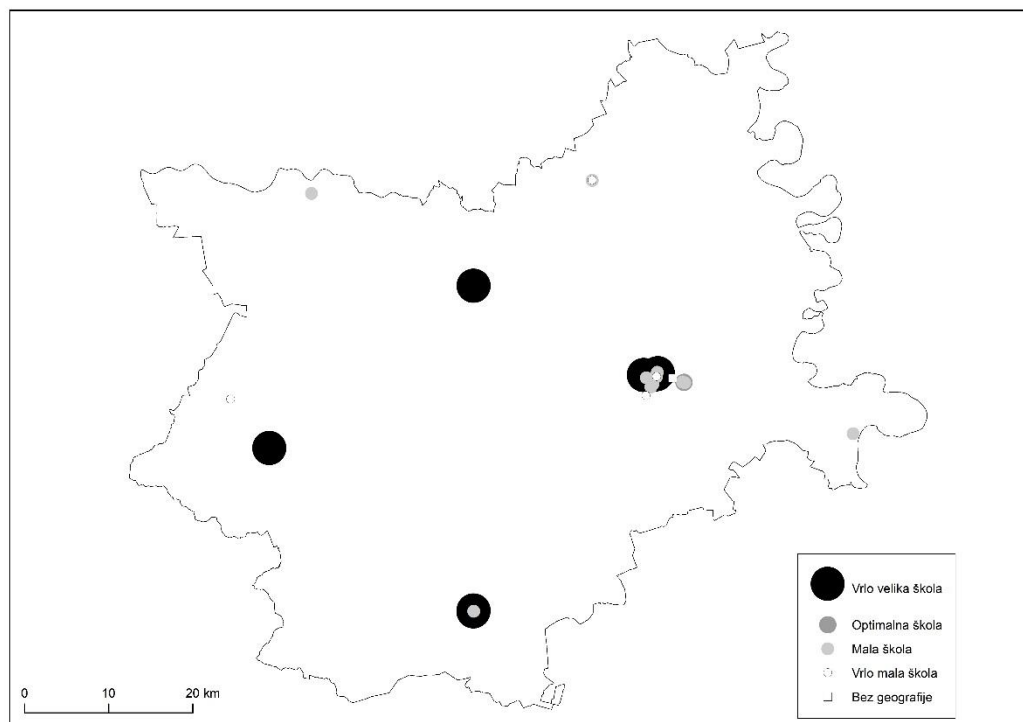 Vrlo velika škola
Optimalna škola
Mala škola
Vrlo mala škola
Bez geografije
0 10 20 km